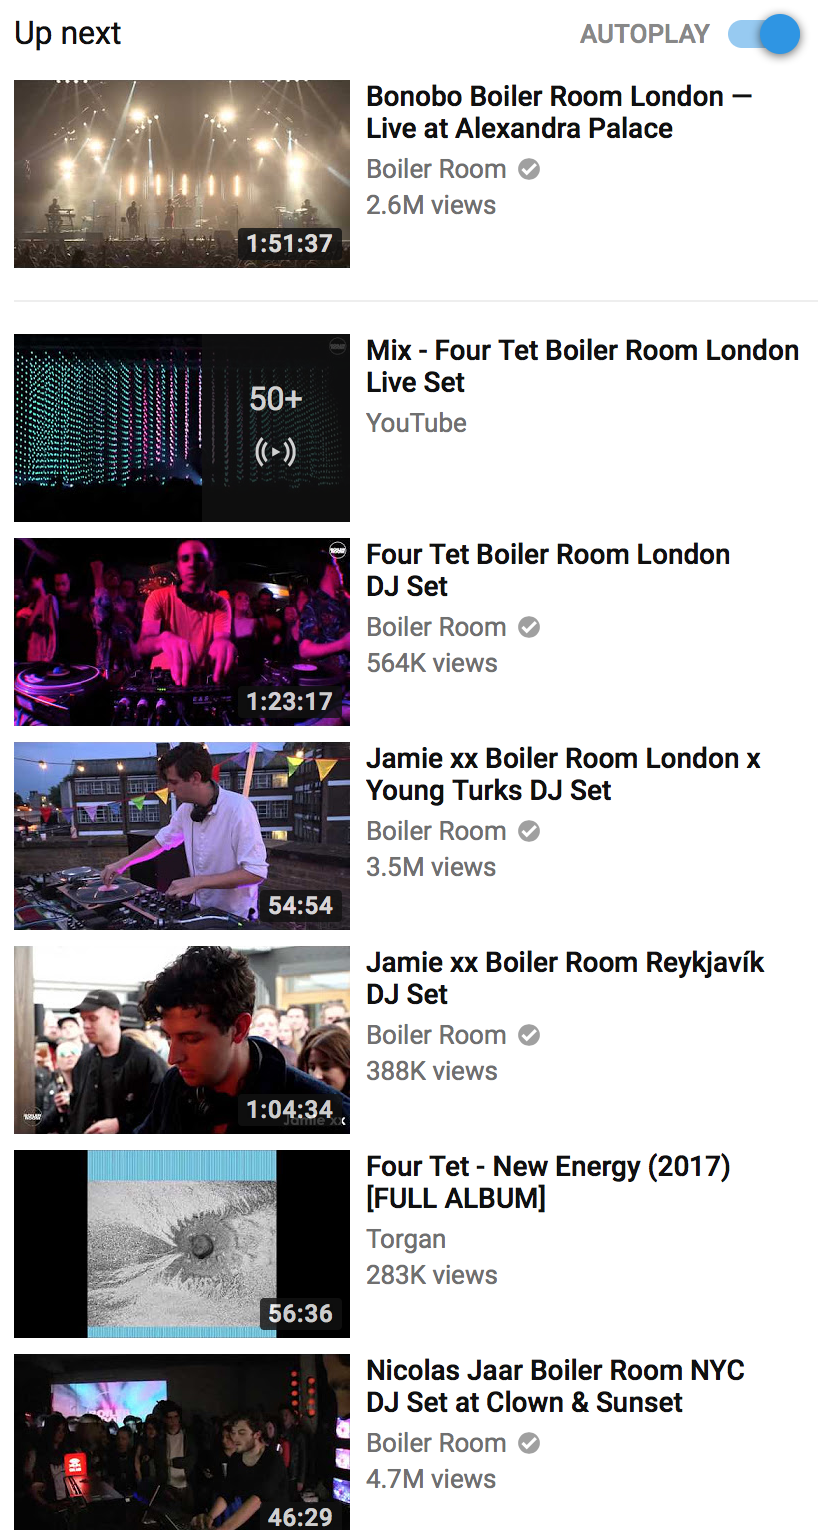 Up next
AUTOPLAY
Bonobo Boiler Room London —
Live at Alexandra Palace
Boiler Room
2.6M views
1:51:37
Mix - Four Tet Boiler Room London
Live Set
YouTube
50+
Four Tet Boiler Room London
DJ Set
Boiler Room
564K views
1:23:17
Jamie xx Boiler Room London x
Young Turks DJ Set
Boiler Room
3.5M views
54:54
Jamie xx Boiler Room Reykjavík
DJ Set
Boiler Room
388K views
1:04:34
Jamie xx
Four Tet - New Energy (2017)
[FULL ALBUM]
Torgan
283K views
56:36
Nicolas Jaar Boiler Room NYC
DJ Set at Clown & Sunset
Boiler Room
4.7M views
46:29